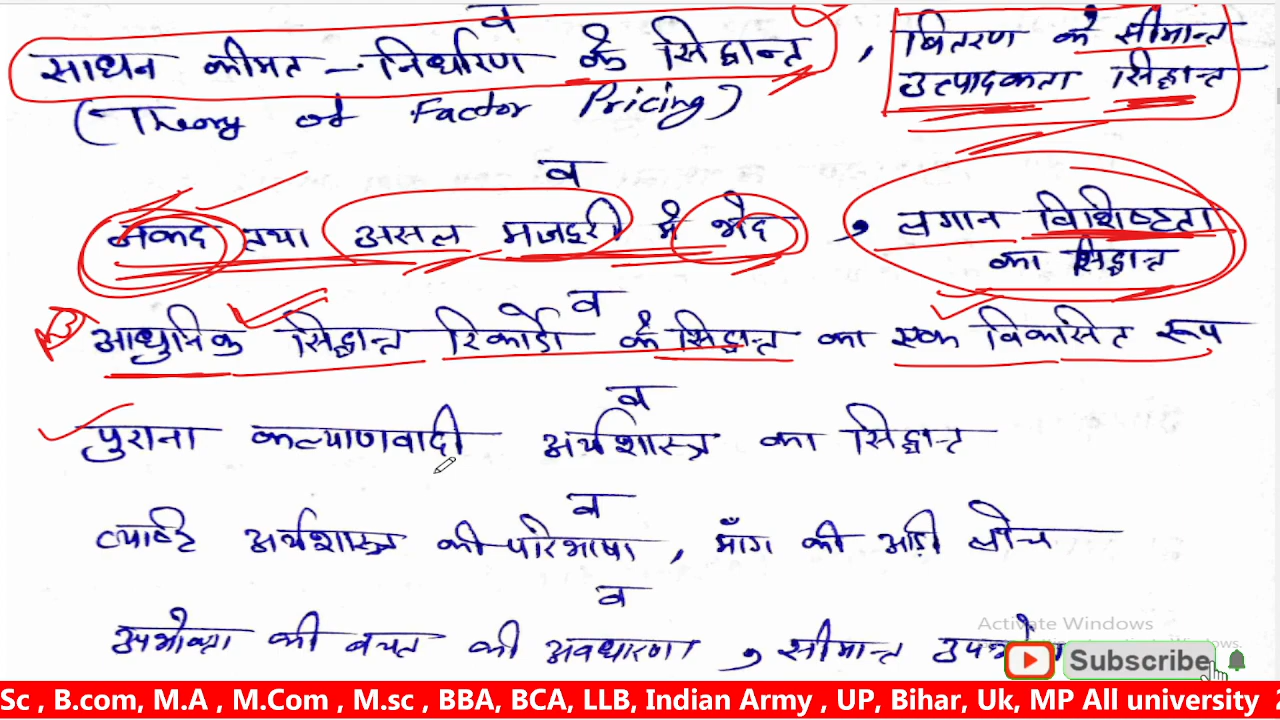 व
साधन कीमत - निर्धारण के सिद्धान्त , वितरण के सीमान्त
उत्पादकता सिद्धान्त
(Theory of Factor Pricing)
व
नकद तथा असल मजदूरी में भेद , लगान विशिष्टता
का सिद्धान्त
व
आधुनिक सिद्धान्त रिकार्डो के सिद्धान्त का एक विकसित रूप
व
पुराना कल्याणवादी अर्थशास्त्र का सिद्धान्त
व
व्यष्टि अर्थशास्त्र की परिभाषा , माँग की आड़ी लोच
व
उपभोक्ता की बचत की अवधारणा , सीमान्त
Activate Windows
Subscribe
Sc , B.com, M.A , M.Com , M.sc , BBA, BCA, LLB, Indian Army , UP, Bihar, Uk, MP All university